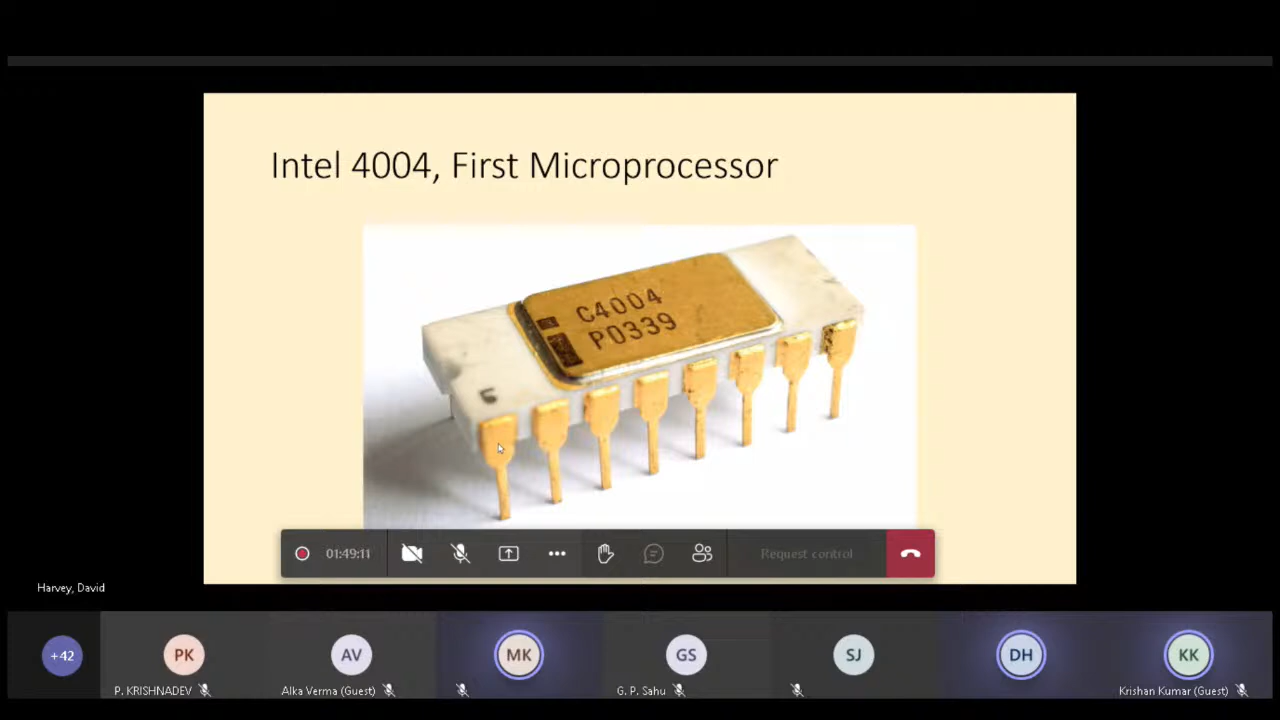 Intel 4004, First Microprocessor
C4004
P0339
01:49:11
Request control
Harvey, David
+42
PK
AV
MK
GS
SJ
DH
KK
P. KRISHNADEV
Alka Verma (Guest)
G. P. Sahu
Krishan Kumar (Guest)